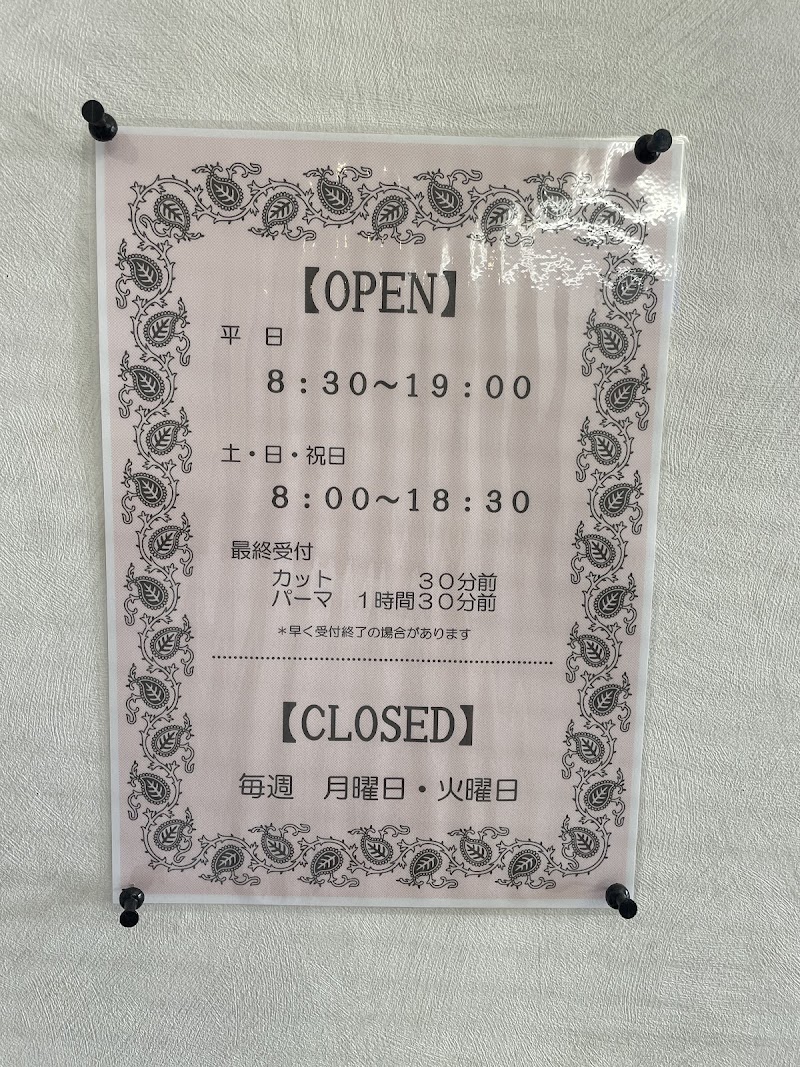 【OPEN】
平　日
８：３０～１９：００
土・日・祝日
８：００～１８：３０
最終受付
カット　　　３０分前
パーマ　１時間３０分前
＊早く受付終了の場合があります
【CLOSED】
毎週　月曜日・火曜日